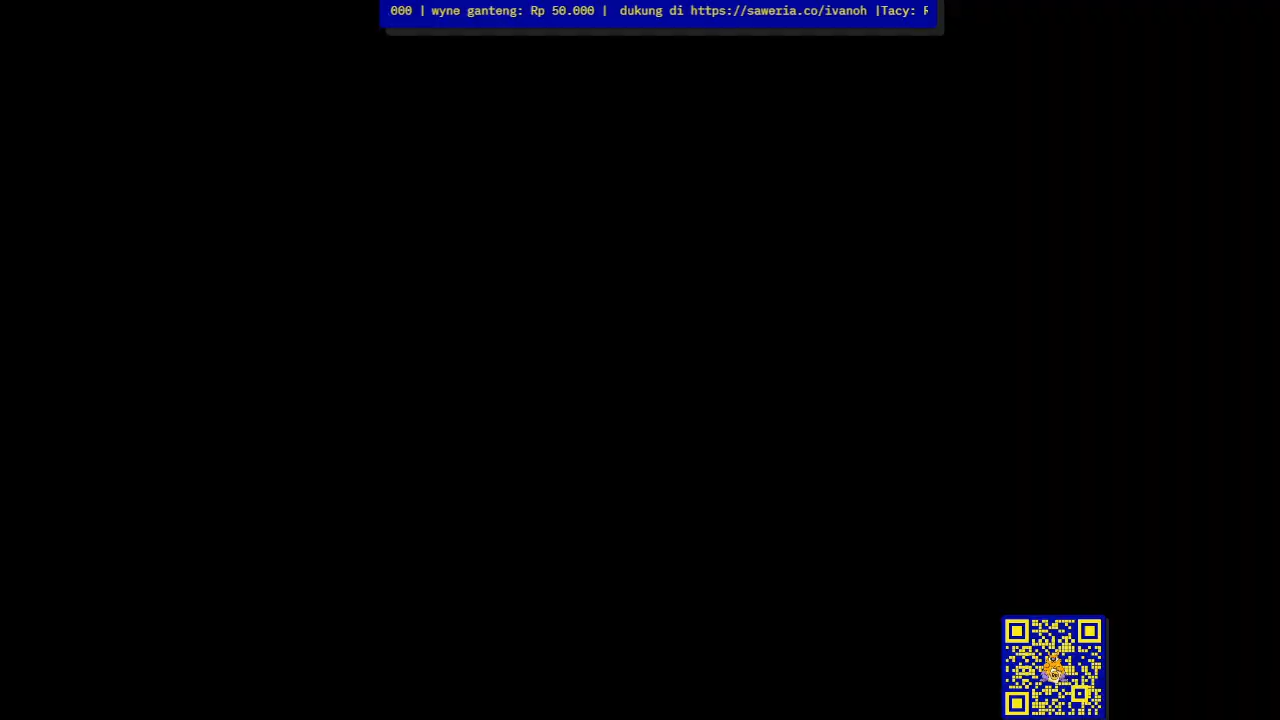 000 | wyne ganteng: Rp 50.000 | dukung di https://saweria.co/ivanoh |Tacy: